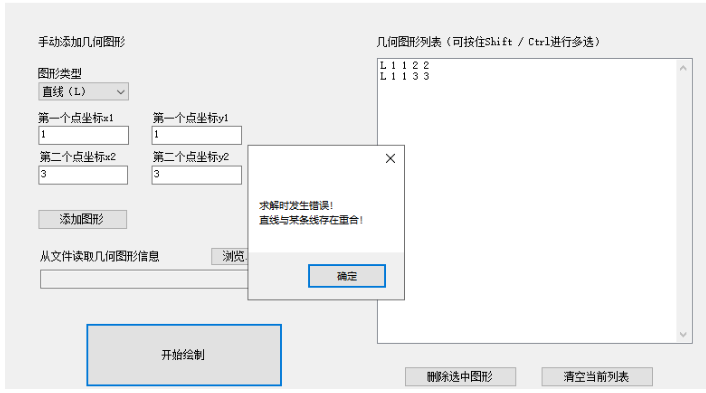 手动添加几何图形
几何图形列表（可按住Shift / Ctrl进行多选）
图形类型
直线（L）
第一个点坐标x1
第一个点坐标y1
1
1
第二个点坐标x2
第二个点坐标y2
3
3
添加图形
从文件读取几何图形信息
浏览.
开始绘制
L 1 1 2 2
L 1 1 3 3
求解时发生错误!
直线与某条线存在重合!
确定
删除选中图形
清空当前列表